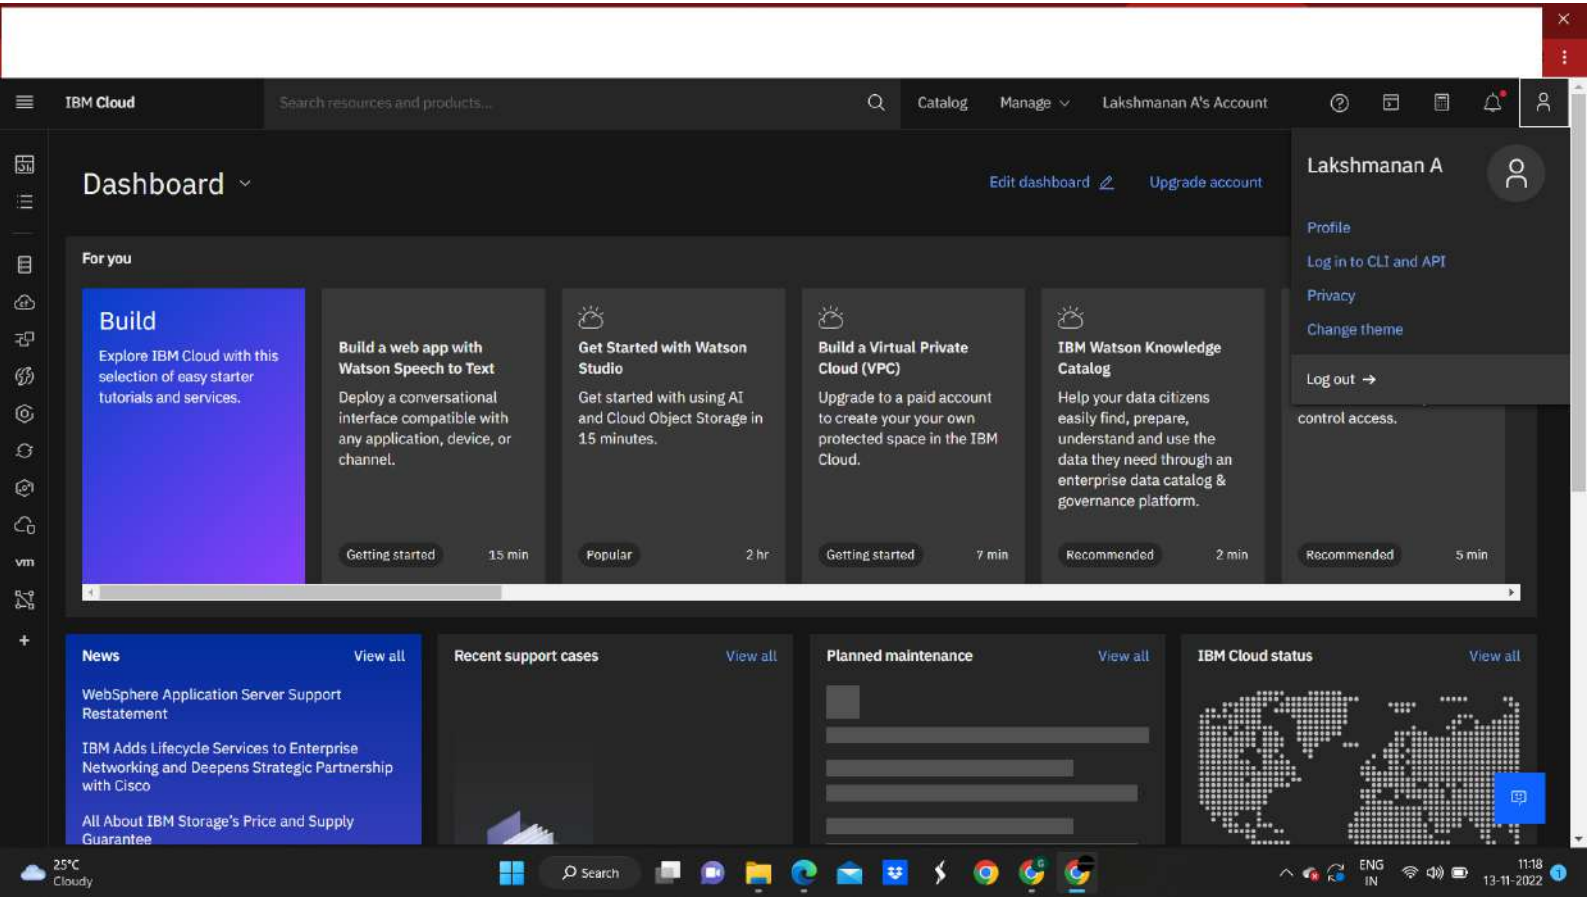 IBM Cloud
Search resources and products...
Catalog
Manage
Lakshmanan A's Account
Dashboard
Edit dashboard
Upgrade account
Lakshmanan A
Profile
Log in to CLI and API
Privacy
Change theme
Log out →
For you
Build
Explore IBM Cloud with this
selection of easy starter
tutorials and services.
Build a web app with
Watson Speech to Text
Deploy a conversational
interface compatible with
any application, device, or
channel.
Getting started
15 min
Get Started with Watson
Studio
Get started with using AI
and Cloud Object Storage in
15 minutes.
Popular
2 hr
Build a Virtual Private
Cloud (VPC)
Upgrade to a paid account
to create your your own
protected space in the IBM
Cloud.
Getting started
7 min
IBM Watson Knowledge
Catalog
Help your data citizens
easily find, prepare,
understand and use the
data they need through an
enterprise data catalog &
governance platform.
Recommended
2 min
control access.
Recommended
5 min
vm
News
View all
WebSphere Application Server Support
Restatement
IBM Adds Lifecycle Services to Enterprise
Networking and Deepens Strategic Partnership
with Cisco
All About IBM Storage's Price and Supply
Guarantee
Recent support cases
View all
Planned maintenance
View all
IBM Cloud status
View all
25°C
Cloudy
Search
ENG
IN
11:18
13-11-2022
1